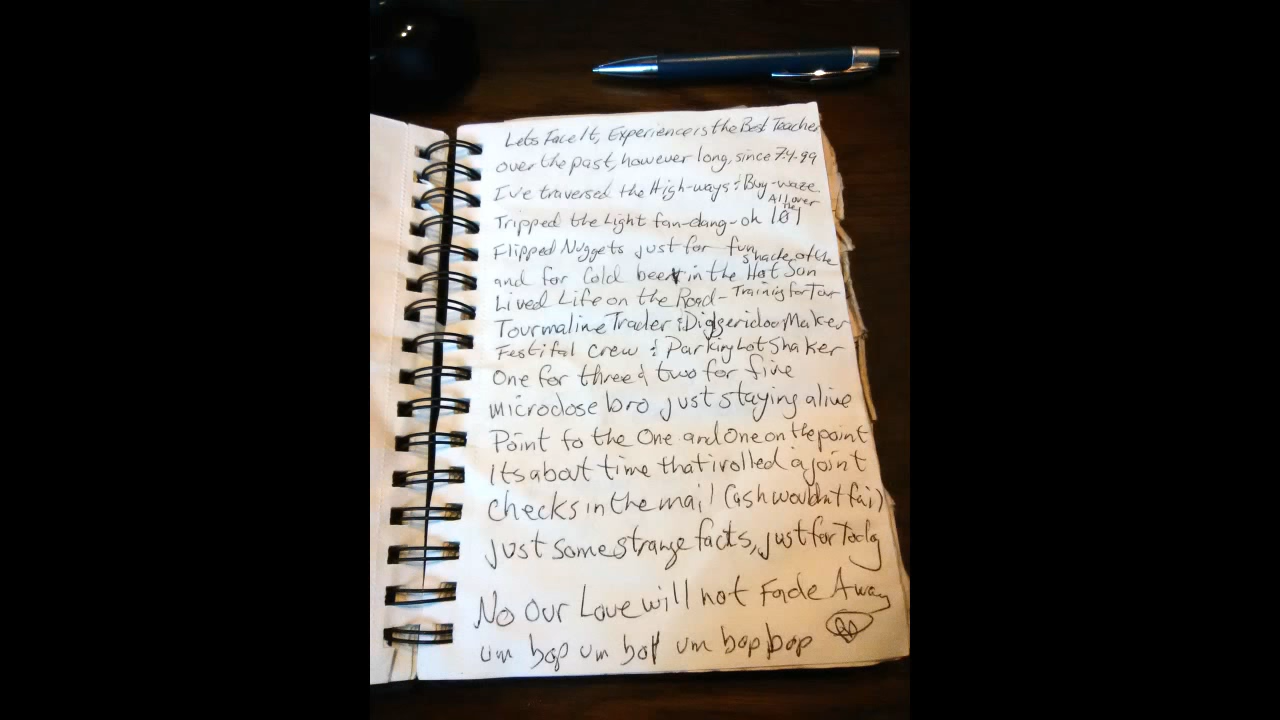 Lets Face It, Experience is the Best Teacher
over the past, however long, since 7.4.99
I've traversed the High-ways & Buy-waze.
Tripped the Light fan-dang-oh All over the 101
Flipped Nuggets just for fun,
and for Cold beer in the shade of the Hot Sun
Lived Life on the Road - Training for Tour
Tourmaline Trader & Didgeridoo Maker
Festifal Crew & Parking Lot Shaker
One for three & two for five
microdose bro just staying alive
Point to the One and One on the point
Its about time that i rolled a joint
Checks in the mail (ash wouldn't fail)
just some strange facts, just for Today
No Our Love will not Fade Away
um bop um bop um bop bop